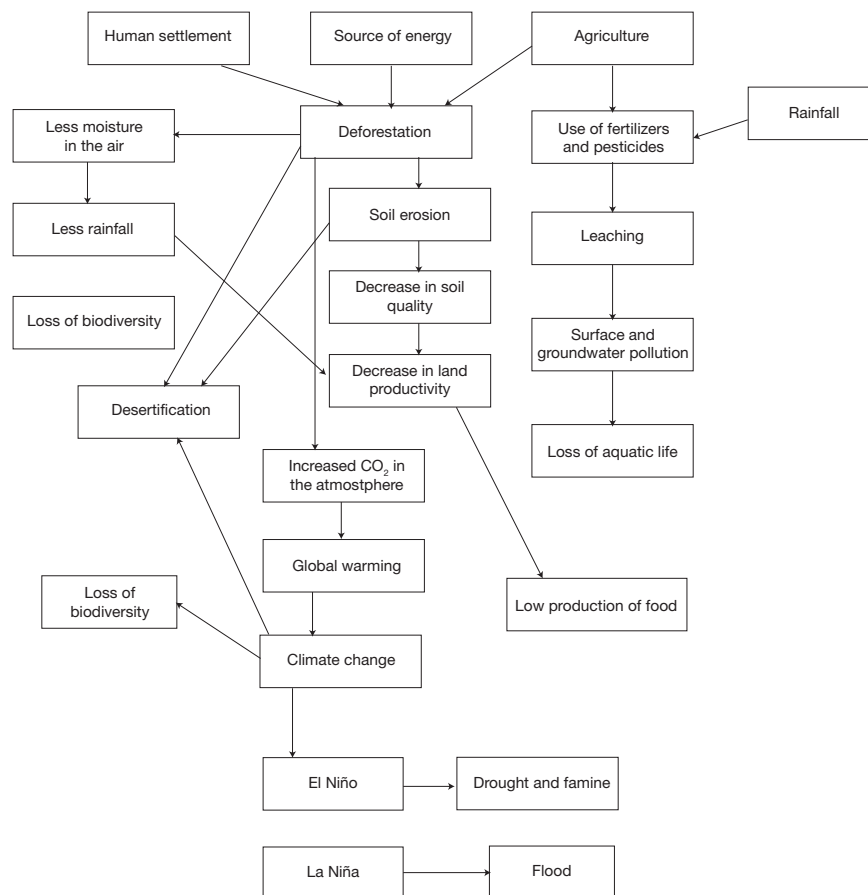 Human settlement
Source of energy
Agriculture
Less moisture
in the air
Deforestation
Use of fertilizers
and pesticides
Rainfall
Less rainfall
Soil erosion
Leaching
Loss of biodiversity
Decrease in soil
quality
Surface and
groundwater pollution
Desertification
Decrease in land
productivity
Loss of aquatic life
Increased CO₂ in
the atmostphere
Global warming
Loss of
biodiversity
Low production of food
Climate change
El Niño
Drought and famine
La Niña
Flood